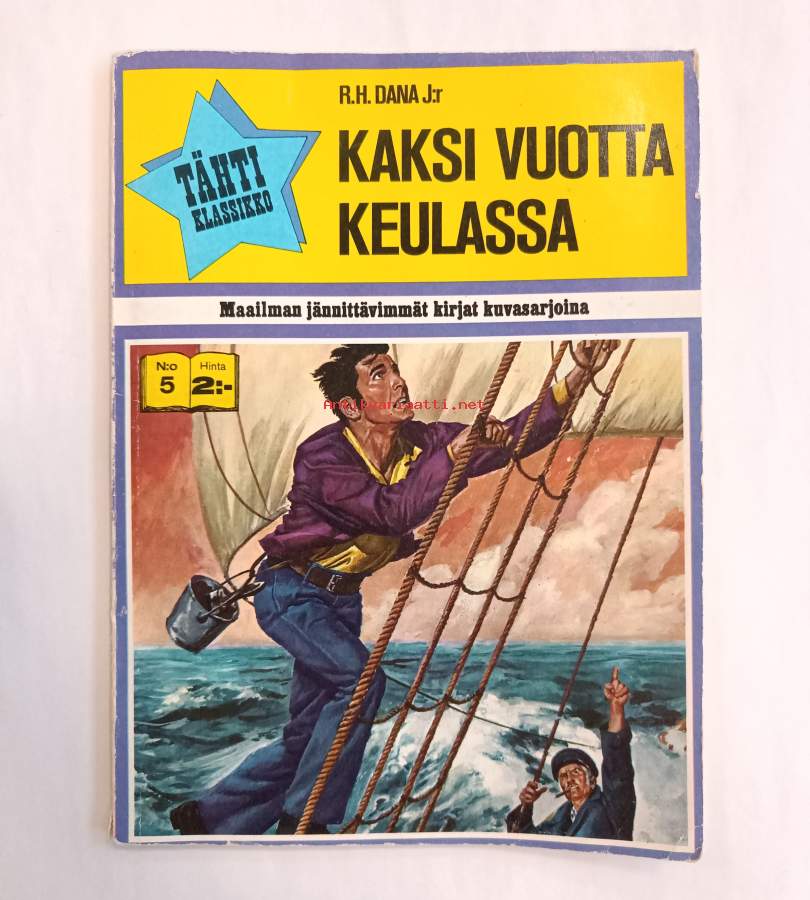 R.H. DANA J:r
TÄHTI
KLASSIKKO
KAKSI VUOTTA
KEULASSA
Maailman jännittävimmät kirjat kuvasarjoina
N:o
5
Hinta
2:-
Antikvariaatti.net